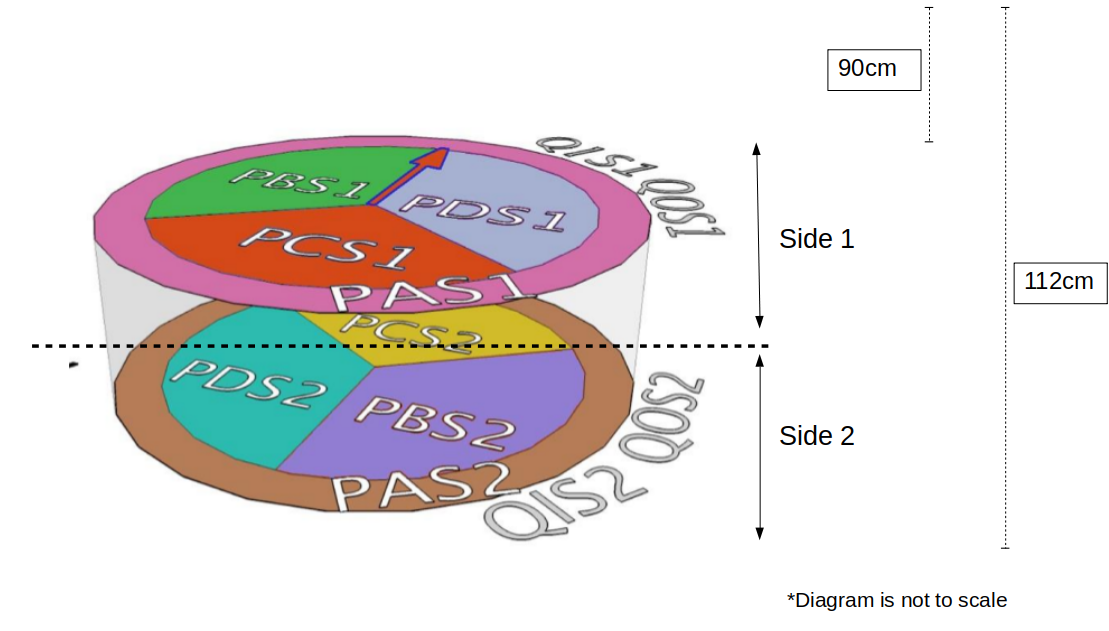 90cm
QIS1 QOS1
PBS1
PDS1
PCS1
Side 1
PAS1
112cm
PCS2
PDS2
PBS2
QIS2 QOS2
Side 2
PAS2
*Diagram is not to scale